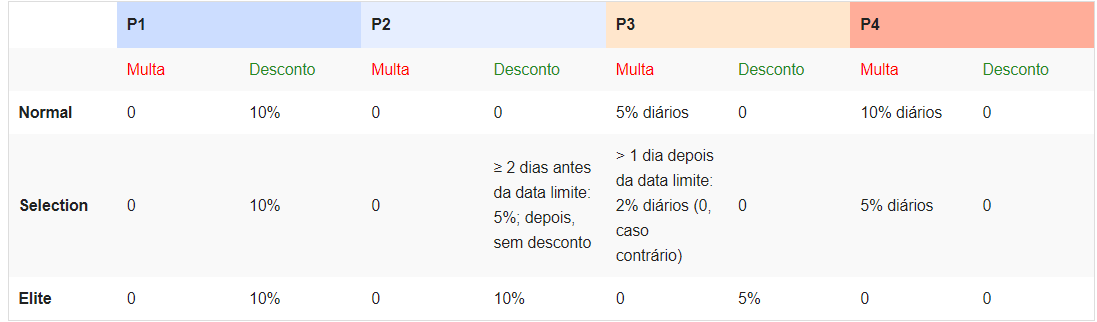 P1 P2 P3 P4
Multa Desconto Multa Desconto Multa Desconto Multa Desconto
Normal 0 10% 0 0 5% diários 0 10% diários 0
Selection 0 10% 0 ≥ 2 dias antes
da data limite:
5%; depois,
sem desconto
> 1 dia depois
da data limite:
2% diários (0,
caso
contrário)
0 5% diários 0
Elite 0 10% 0 10% 0 5% 0 0